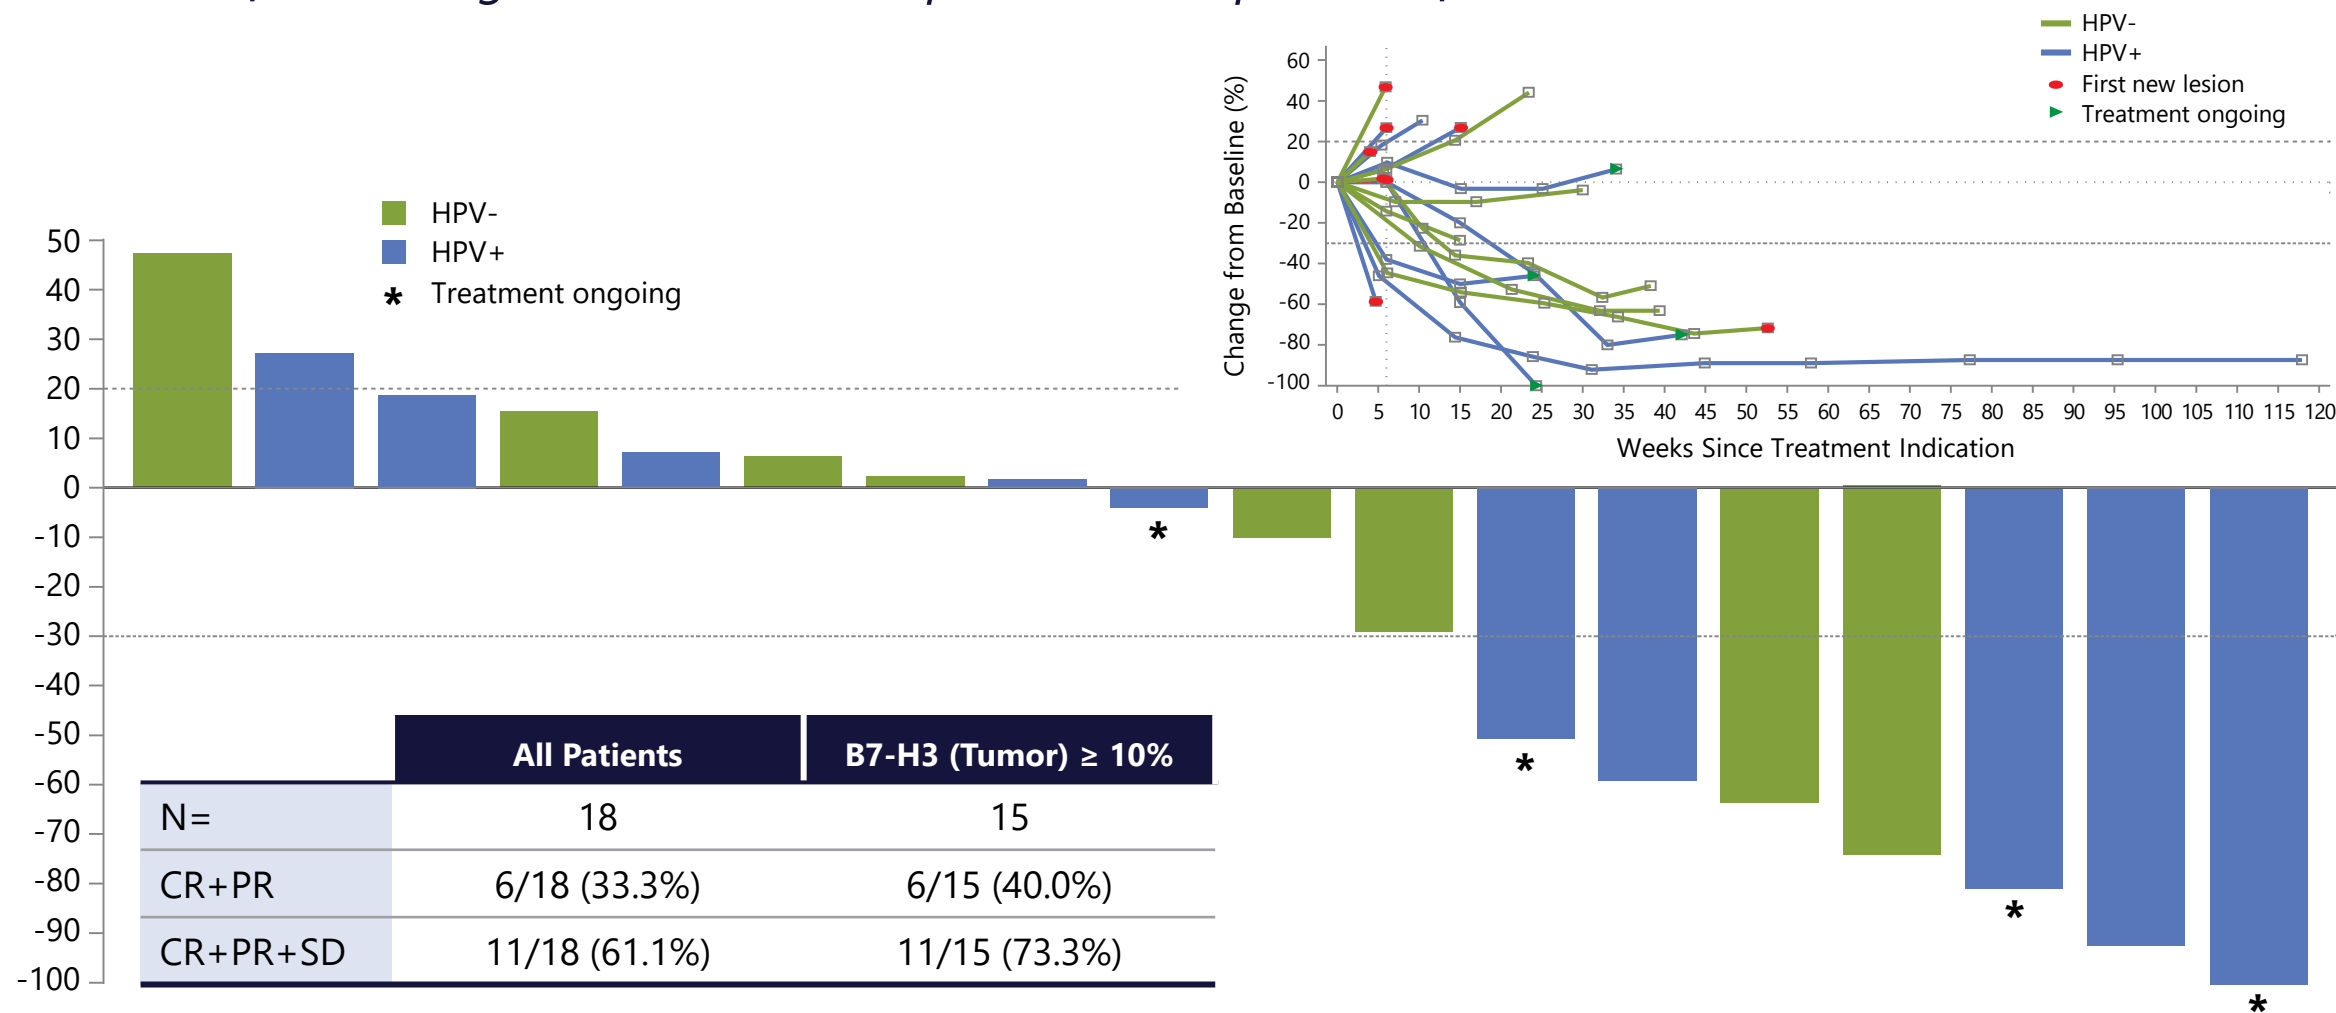 HPV-
HPV+
First new lesion
Treatment ongoing
Change from Baseline (%)
60
40
20
0
-20
-40
-60
-80
-100
0 5 10 15 20 25 30 35 40 45 50 55 60 65 70 75 80 85 90 95 100 105 110 115 120
Weeks Since Treatment Indication
HPV-
HPV+
* Treatment ongoing
50
40
30
20
10
0
-10
-20
-30
-40
-50
-60
-70
-80
-90
-100
*
*
*
*
All Patients B7-H3 (Tumor) ≥ 10%
N= 18 15
CR+PR 6/18 (33.3%) 6/15 (40.0%)
CR+PR+SD 11/18 (61.1%) 11/15 (73.3%)